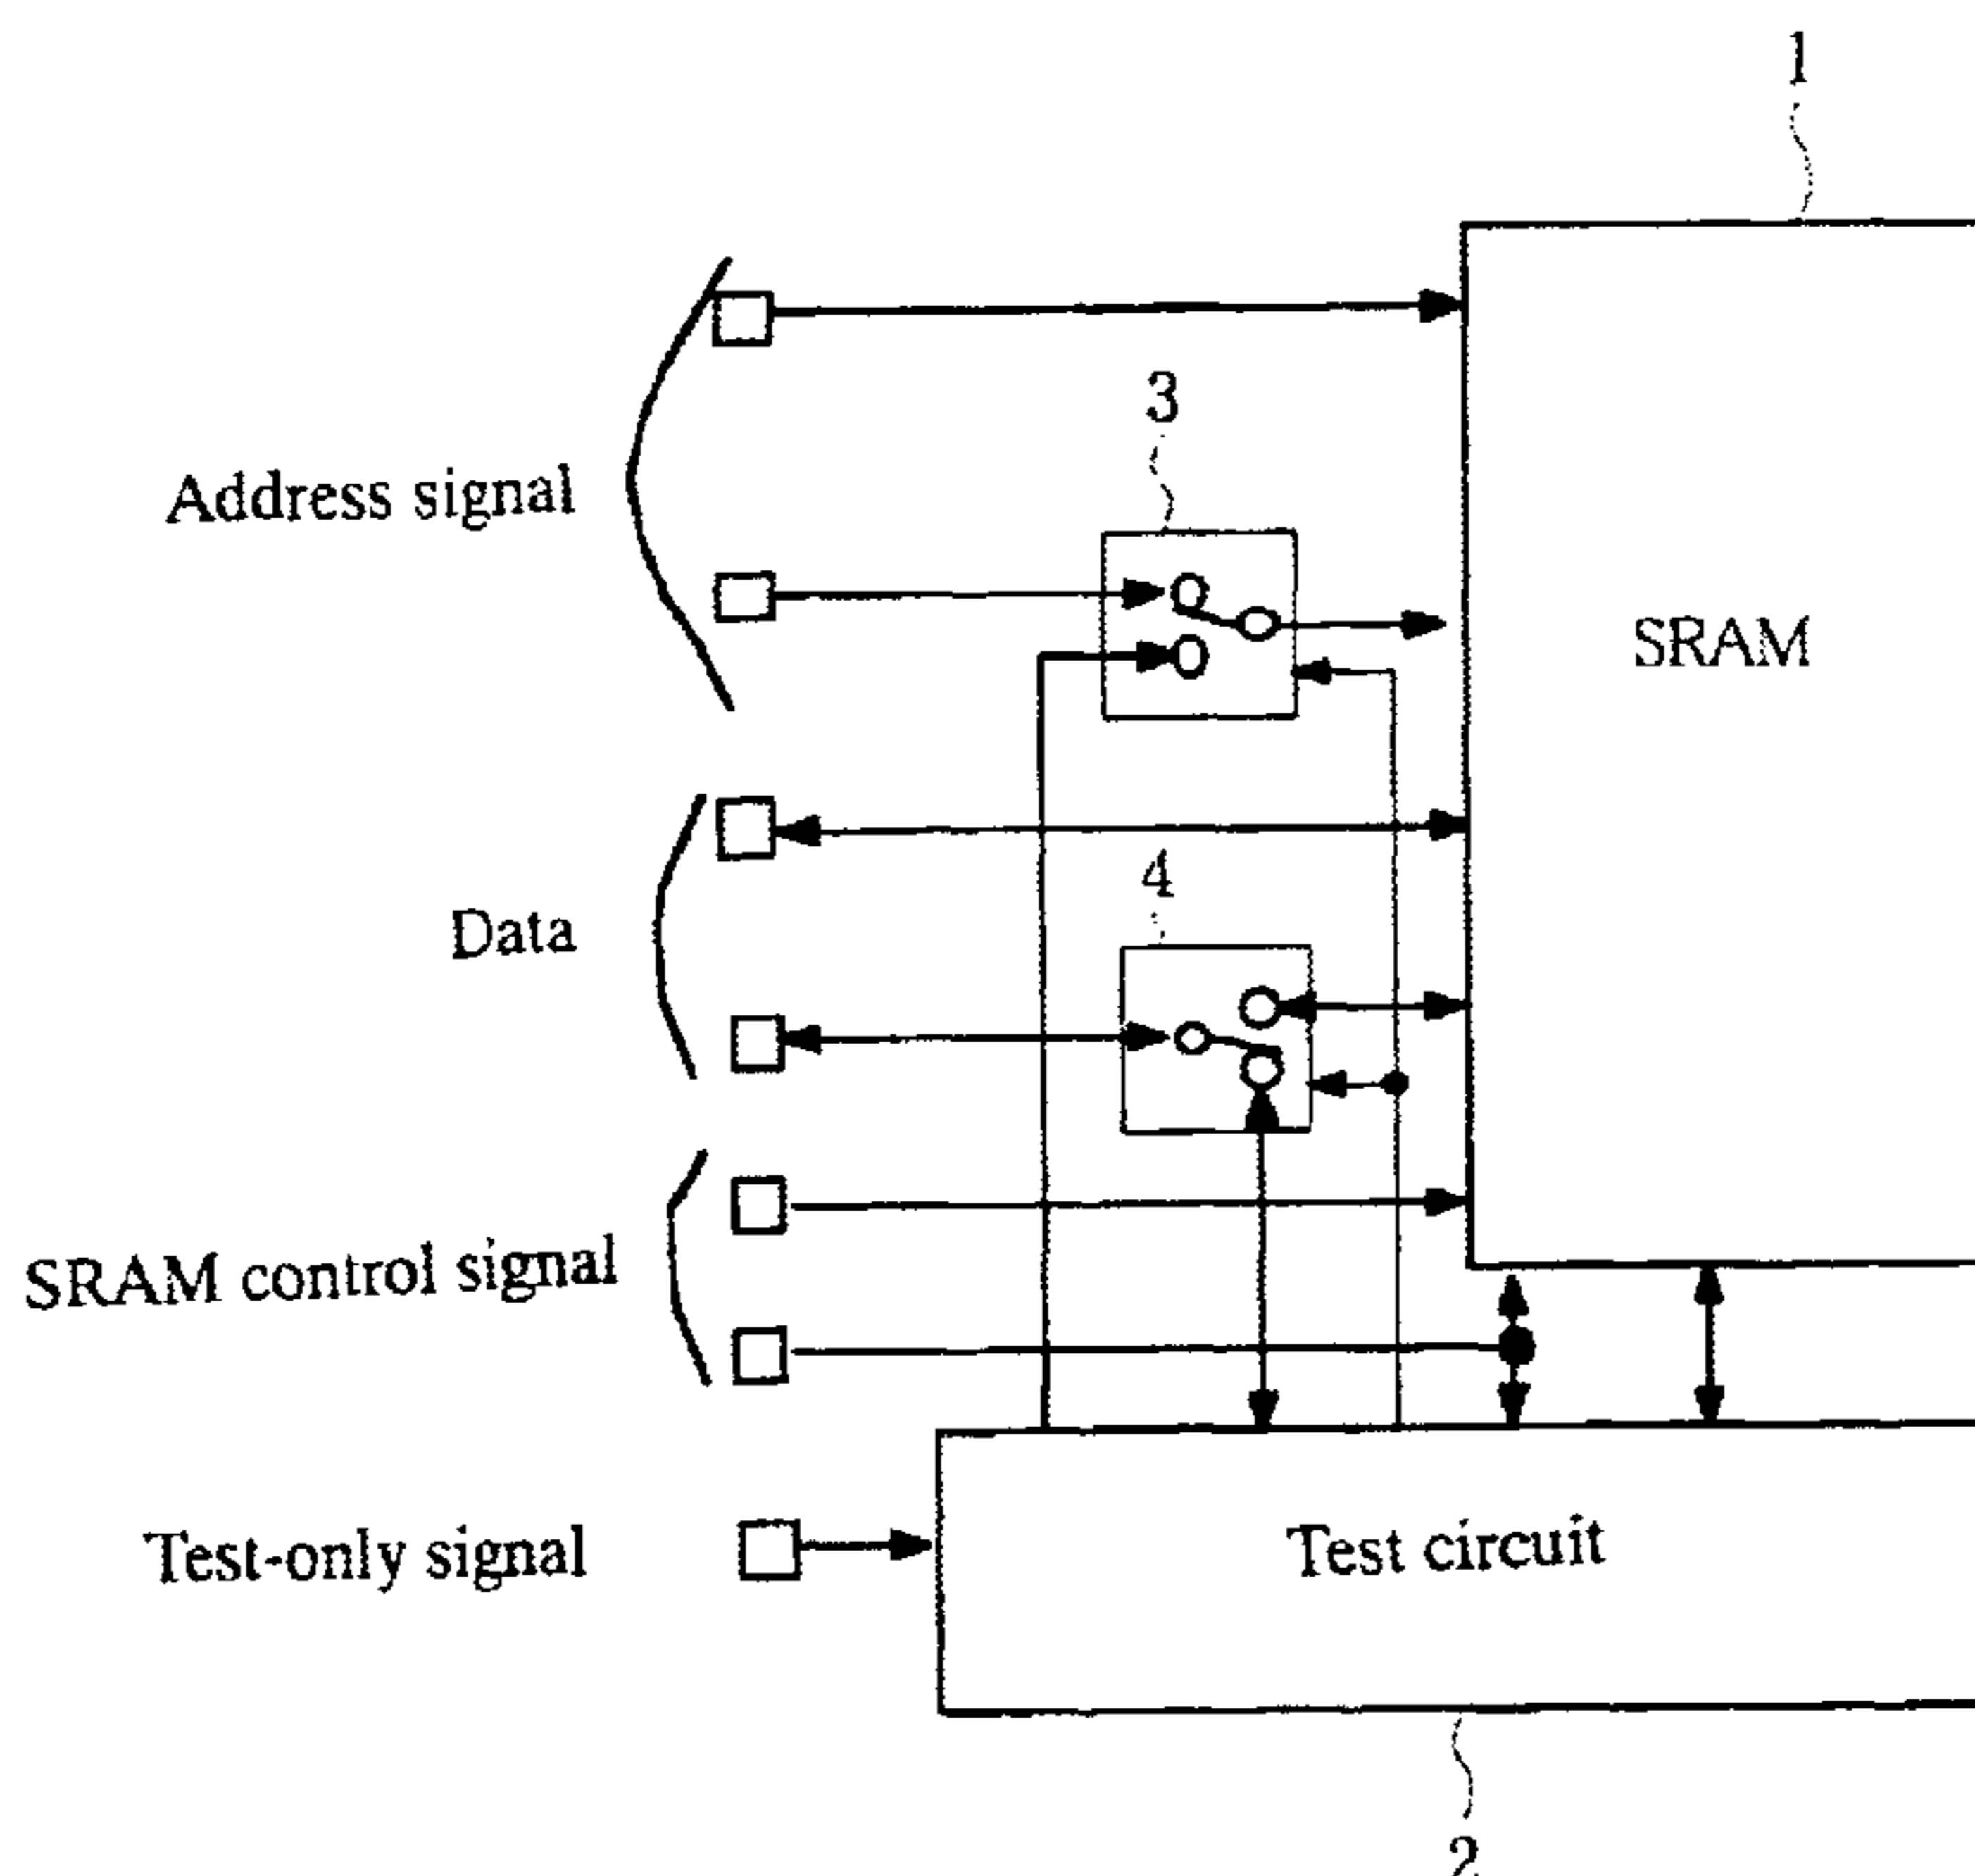 1
3
Address signal
SRAM
4
Data
SRAM control signal
Test-only signal
Test circuit
2